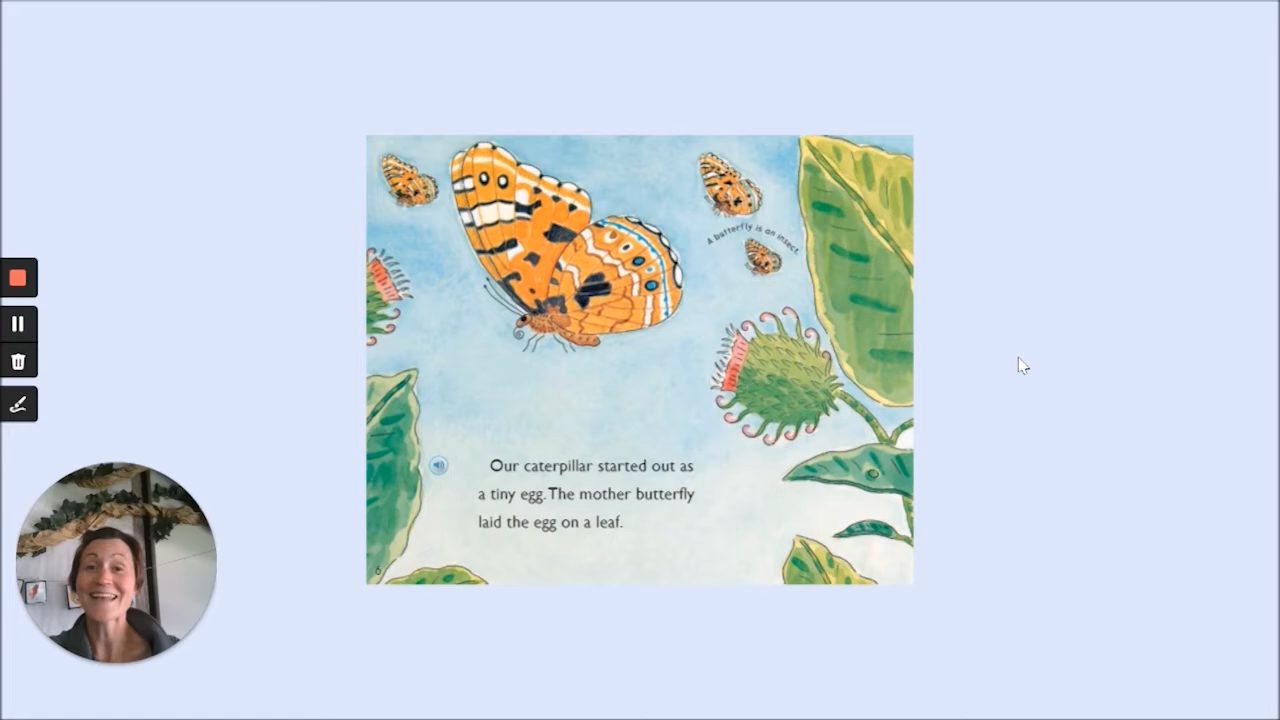 A butterfly is an insect.
Our caterpillar started out as
a tiny egg. The mother butterfly
laid the egg on a leaf.
6